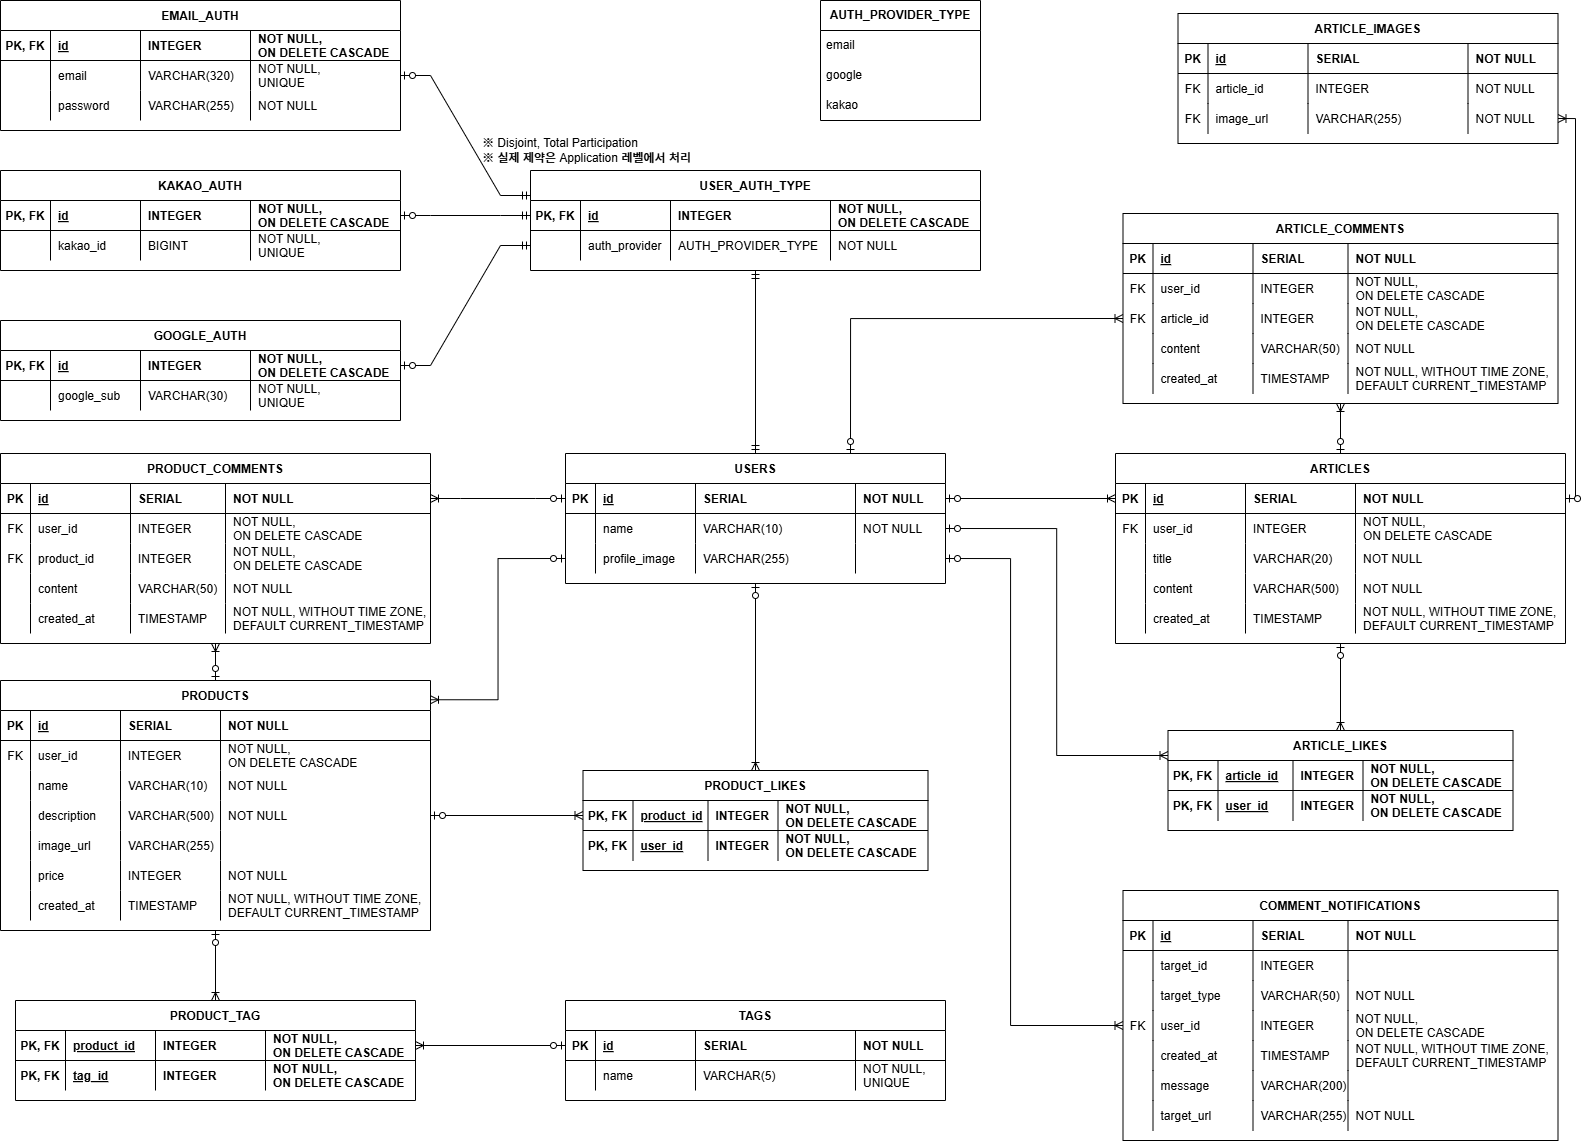 EMAIL_AUTH
PK, FK id INTEGER NOT NULL,
ON DELETE CASCADE
email VARCHAR(320) NOT NULL,
UNIQUE
password VARCHAR(255) NOT NULL
AUTH_PROVIDER_TYPE
email
google
kakao
ARTICLE_IMAGES
PK id SERIAL NOT NULL
FK article_id INTEGER NOT NULL
FK image_url VARCHAR(255) NOT NULL
※ Disjoint, Total Participation
※ 실제 제약은 Application 레벨에서 처리
KAKAO_AUTH
PK, FK id INTEGER NOT NULL,
ON DELETE CASCADE
kakao_id BIGINT NOT NULL,
UNIQUE
USER_AUTH_TYPE
PK, FK id INTEGER NOT NULL,
ON DELETE CASCADE
auth_provider AUTH_PROVIDER_TYPE NOT NULL
ARTICLE_COMMENTS
PK id SERIAL NOT NULL
FK user_id INTEGER NOT NULL,
ON DELETE CASCADE
FK article_id INTEGER NOT NULL,
ON DELETE CASCADE
content VARCHAR(50) NOT NULL
created_at TIMESTAMP NOT NULL, WITHOUT TIME ZONE,
DEFAULT CURRENT_TIMESTAMP
GOOGLE_AUTH
PK, FK id INTEGER NOT NULL,
ON DELETE CASCADE
google_sub VARCHAR(30) NOT NULL,
UNIQUE
PRODUCT_COMMENTS
PK id SERIAL NOT NULL
FK user_id INTEGER NOT NULL,
ON DELETE CASCADE
FK product_id INTEGER NOT NULL,
ON DELETE CASCADE
content VARCHAR(50) NOT NULL
created_at TIMESTAMP NOT NULL, WITHOUT TIME ZONE,
DEFAULT CURRENT_TIMESTAMP
USERS
PK id SERIAL NOT NULL
name VARCHAR(10) NOT NULL
profile_image VARCHAR(255)
ARTICLES
PK id SERIAL NOT NULL
FK user_id INTEGER NOT NULL,
ON DELETE CASCADE
title VARCHAR(20) NOT NULL
content VARCHAR(500) NOT NULL
created_at TIMESTAMP NOT NULL, WITHOUT TIME ZONE,
DEFAULT CURRENT_TIMESTAMP
PRODUCTS
PK id SERIAL NOT NULL
FK user_id INTEGER NOT NULL,
ON DELETE CASCADE
name VARCHAR(10) NOT NULL
description VARCHAR(500) NOT NULL
image_url VARCHAR(255)
price INTEGER NOT NULL
created_at TIMESTAMP NOT NULL, WITHOUT TIME ZONE,
DEFAULT CURRENT_TIMESTAMP
PRODUCT_LIKES
PK, FK product_id INTEGER NOT NULL,
ON DELETE CASCADE
PK, FK user_id INTEGER NOT NULL,
ON DELETE CASCADE
ARTICLE_LIKES
PK, FK article_id INTEGER NOT NULL,
ON DELETE CASCADE
PK, FK user_id INTEGER NOT NULL,
ON DELETE CASCADE
COMMENT_NOTIFICATIONS
PK id SERIAL NOT NULL
target_id INTEGER
target_type VARCHAR(50) NOT NULL
FK user_id INTEGER NOT NULL,
ON DELETE CASCADE
created_at TIMESTAMP NOT NULL, WITHOUT TIME ZONE,
DEFAULT CURRENT_TIMESTAMP
message VARCHAR(200)
target_url VARCHAR(255) NOT NULL
PRODUCT_TAG
PK, FK product_id INTEGER NOT NULL,
ON DELETE CASCADE
PK, FK tag_id INTEGER NOT NULL,
ON DELETE CASCADE
TAGS
PK id SERIAL NOT NULL
name VARCHAR(5) NOT NULL,
UNIQUE